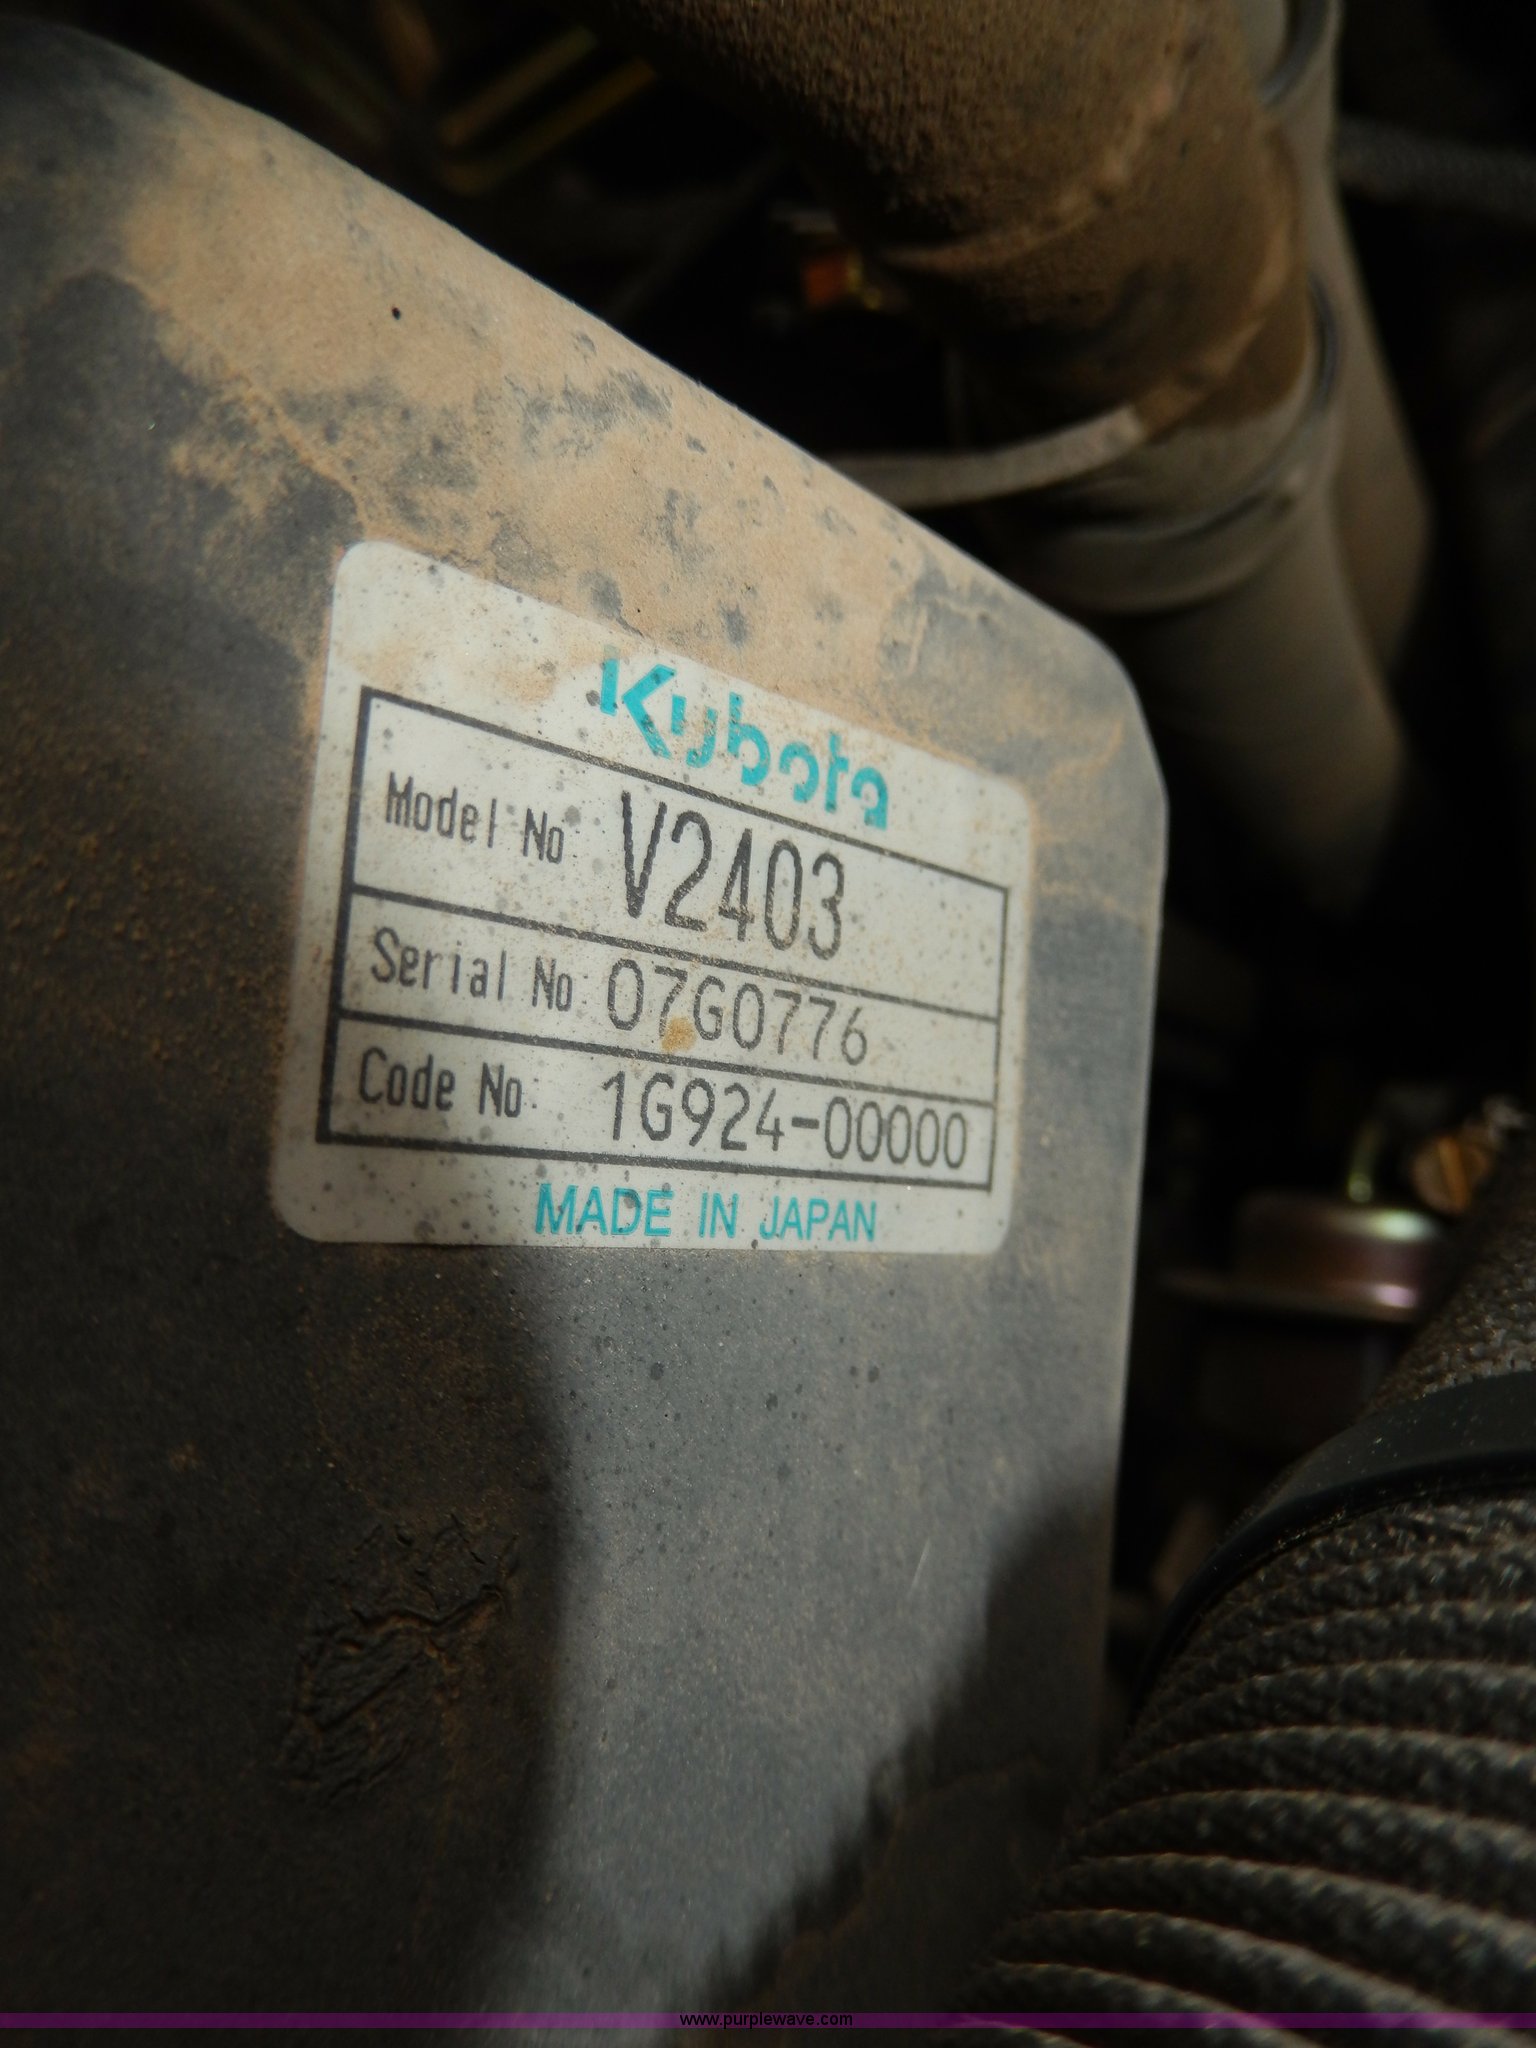 Kubota
Model No V2403
Serial No 07G0776
Code No. 1G924-00000
MADE IN JAPAN
www.purplewave.com